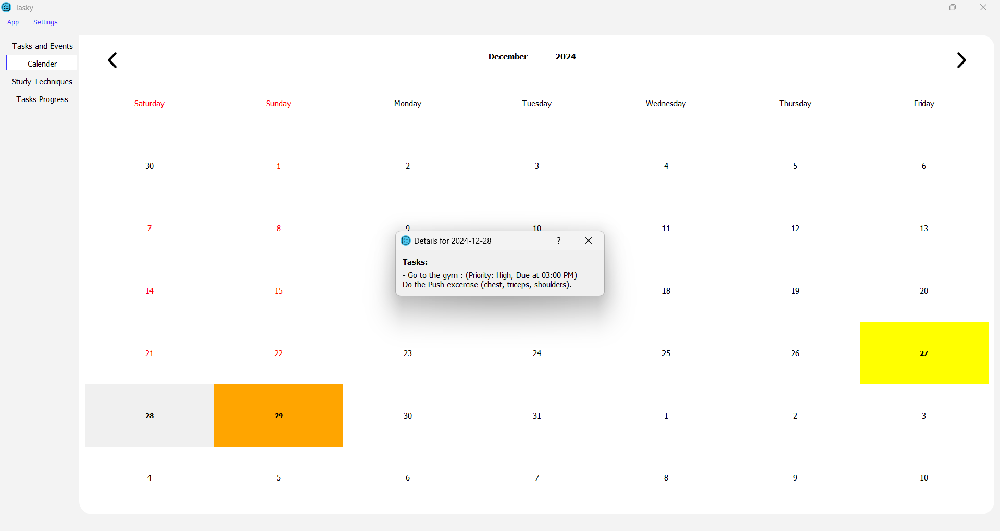 Tasky
App Settings
Tasks and Events
Calender
Study Techniques
Tasks Progress
December 2024
Saturday Sunday Monday Tuesday Wednesday Thursday Friday
30 1 2 3 4 5 6
7 8 9 10 11 12 13
Details for 2024-12-28 ?
Tasks:
- Go to the gym : (Priority: High, Due at 03:00 PM)
Do the Push excercise (chest, triceps, shoulders).
14 15 18 19 20
21 22 23 24 25 26 27
28 29 30 31 1 2 3
4 5 6 7 8 9 10